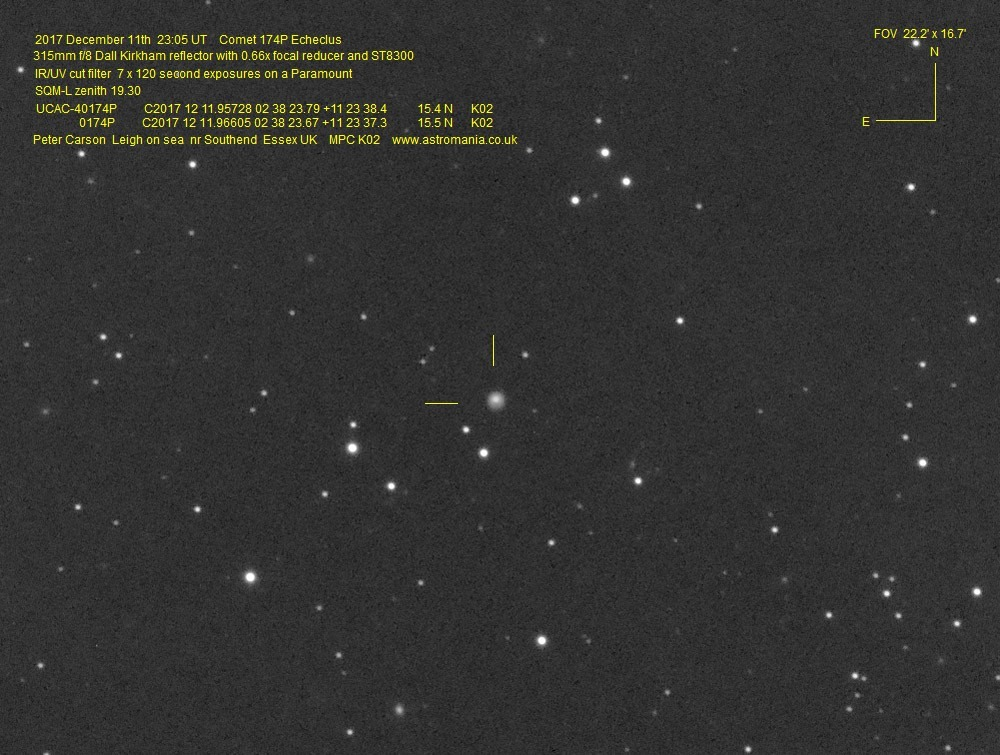 2017 December 11th 23:05 UT Comet 174P Echeclus
315mm f/8 Dall Kirkham reflector with 0.66x focal reducer and ST8300
IR/UV cut filter 7 x 120 second exposures on a Paramount
SQM-L zenith 19.30
UCAC-40174P C2017 12 11.95728 02 38 23.79 +11 23 38.4 15.4 N K02
0174P C2017 12 11.96605 02 38 23.67 +11 23 37.3 15.5 N K02
Peter Carson Leigh on sea nr Southend Essex UK MPC K02 www.astromania.co.uk
FOV 22.2' x 16.7'
N
E